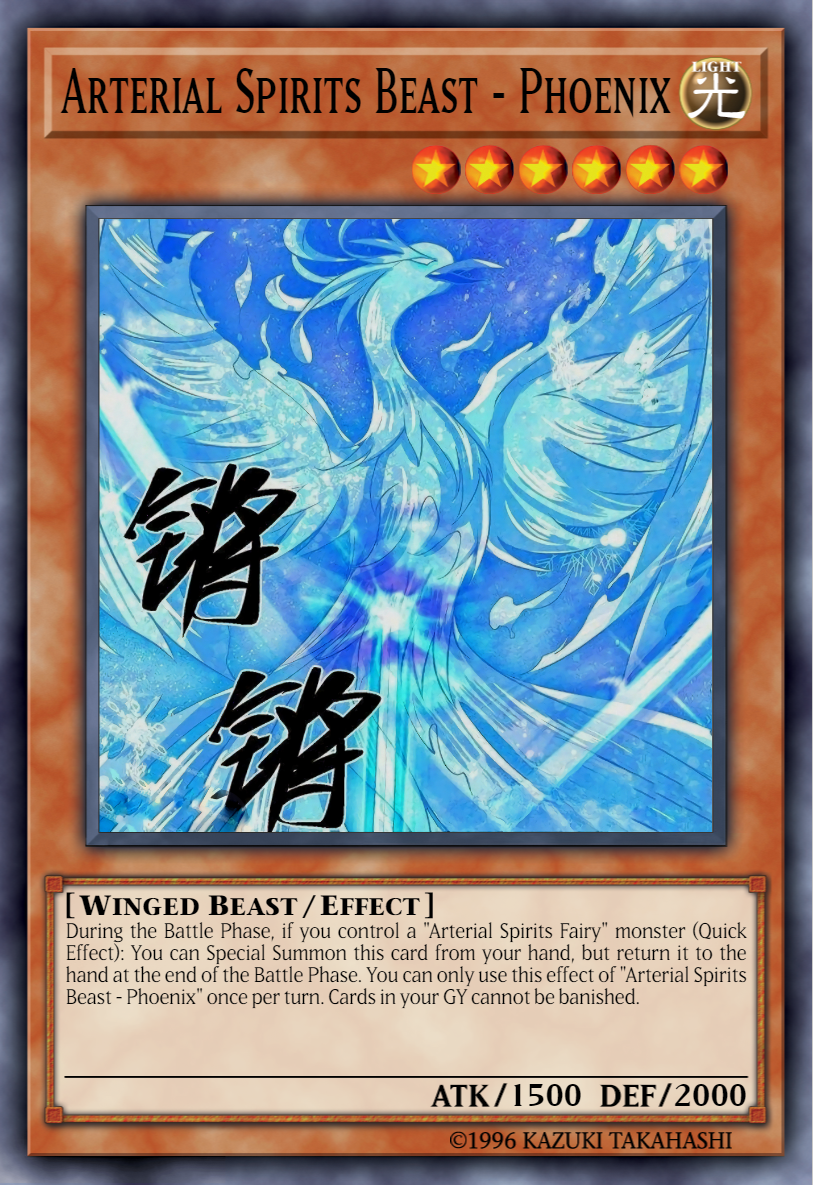 ARTERIAL SPIRITS BEAST - PHOENIX
LIGHT
光
锵
锵
[ WINGED BEAST / EFFECT ]
During the Battle Phase, if you control a "Arterial Spirits Fairy" monster (Quick
Effect): You can Special Summon this card from your hand, but return it to the
hand at the end of the Battle Phase. You can only use this effect of "Arterial Spirits
Beast - Phoenix" once per turn. Cards in your GY cannot be banished.
ATK/1500 DEF/2000
©1996 KAZUKI TAKAHASHI